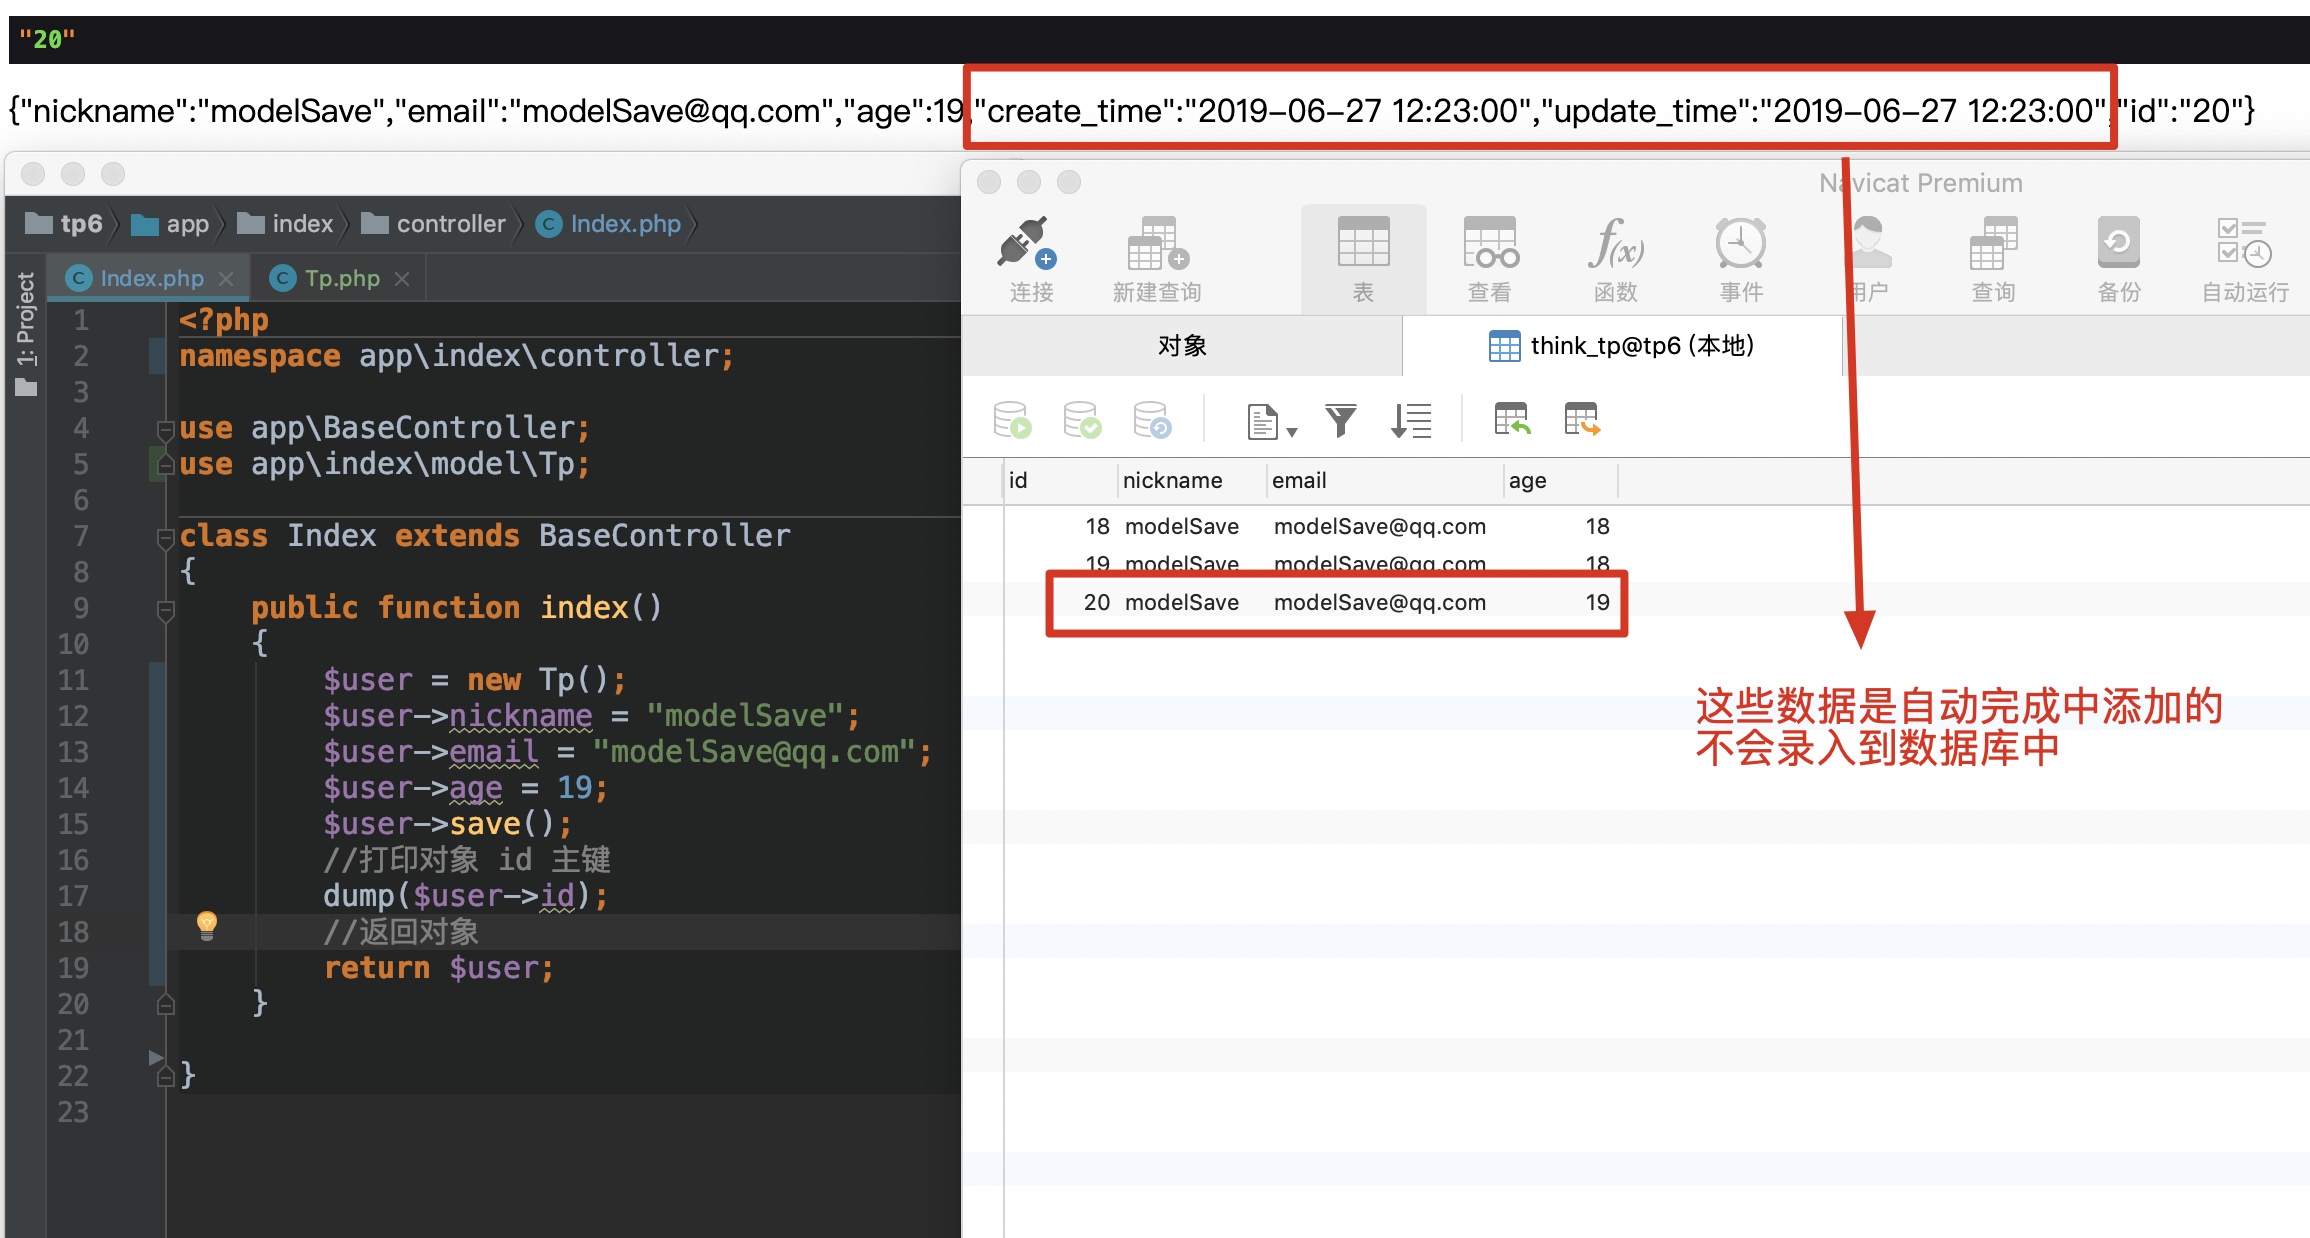 "20"
{"nickname":"modelSave","email":"modelSave@qq.com","age":19,"create_time":"2019-06-27 12:23:00","update_time":"2019-06-27 12:23:00","id":"20"}
tp6 app index controller Index.php
Index.php Tp.php
1: Project
1 <?php
2 namespace app\index\controller;
3
4 use app\BaseController;
5 use app\index\model\Tp;
6
7 class Index extends BaseController
8 {
9 public function index()
10 {
11 $user = new Tp();
12 $user->nickname = "modelSave";
13 $user->email = "modelSave@qq.com";
14 $user->age = 19;
15 $user->save();
16 //打印对象 id 主键
17 dump($user->id);
18 //返回对象
19 return $user;
20 }
21
22 }
23
Navicat Premium
连接 新建查询 表 查看 函数 事件 用户 查询 备份 自动运行
对象 think_tp@tp6 (本地)
id nickname email age
18 modelSave modelSave@qq.com 18
19 modelSave modelSave@qq.com 18
20 modelSave modelSave@qq.com 19
这些数据是自动完成中添加的
不会录入到数据库中